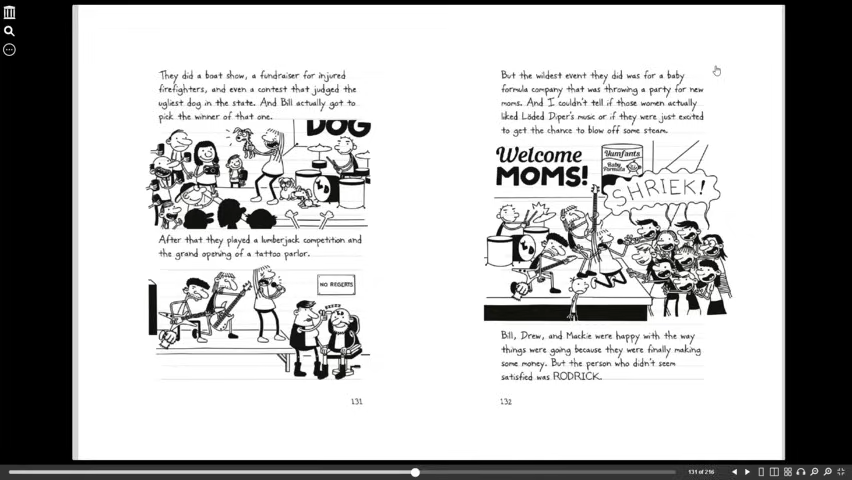 They did a boat show, a fundraiser for injured
firefighters, and even a contest that judged the
ugliest dog in the state. And Bill actually got to
pick the winner of that one.
DOG
After that they played a lumberjack competition and
the grand opening of a tattoo parlor.
NO REGERTS
131
But the wildest event they did was for a baby
formula company that was throwing a party for new
moms. And I couldn't tell if those women actually
liked Löded Diper's music or if they were just excited
to get the chance to blow off some steam.
Welcome
MOMS!
Yumfants
Baby
Formula
SHRIEK!
Bill, Drew, and Mackie were happy with the way
things were going because they were finally making
some money. But the person who didn't seem
satisfied was RODRICK.
132
131 of 216